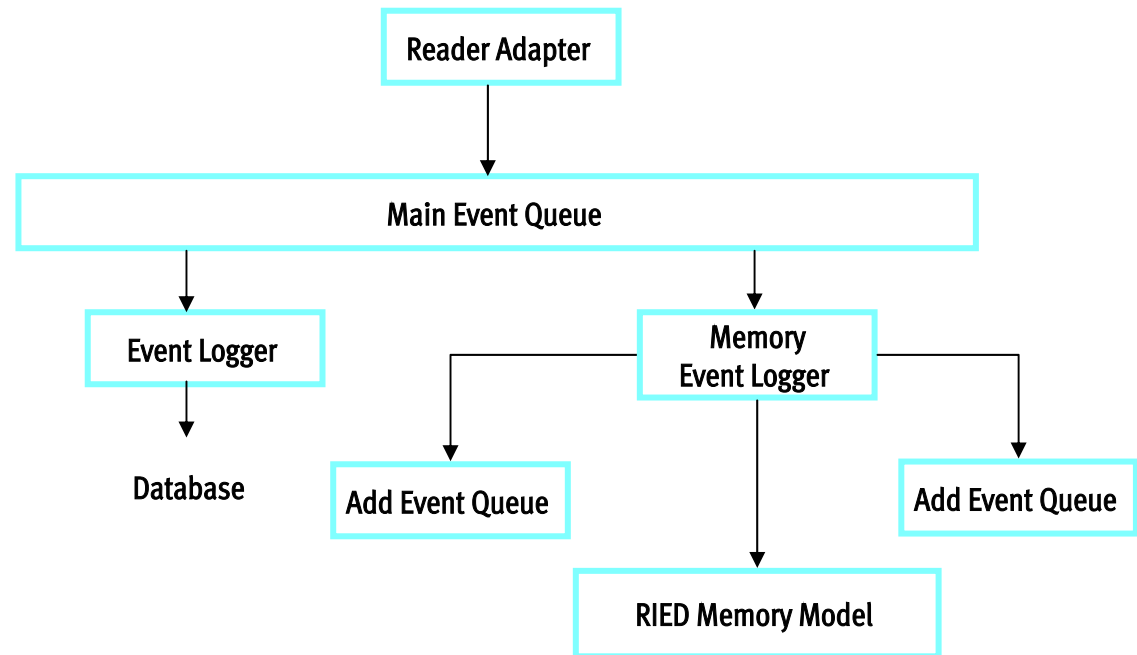 Reader Adapter
Main Event Queue
Event Logger
Memory
Event Logger
Database
Add Event Queue
Add Event Queue
RIED Memory Model